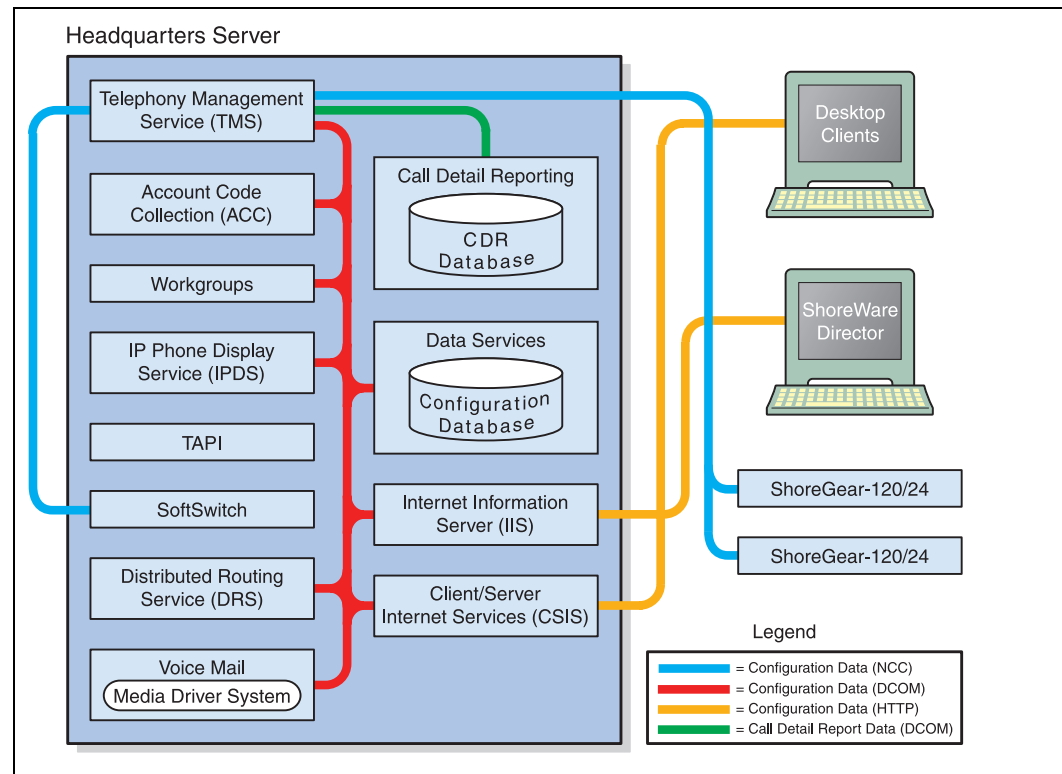 Headquarters Server
Telephony Management
Service (TMS)
Account Code
Collection (ACC)
Workgroups
IP Phone Display
Service (IPDS)
TAPI
SoftSwitch
Distributed Routing
Service (DRS)
Voice Mail
Media Driver System
Call Detail Reporting
CDR
Database
Data Services
Configuration
Database
Internet Information
Server (IIS)
Client/Server
Internet Services (CSIS)
Desktop
Clients
ShoreWare
Director
ShoreGear-120/24
ShoreGear-120/24
Legend
= Configuration Data (NCC)
= Configuration Data (DCOM)
= Configuration Data (HTTP)
= Call Detail Report Data (DCOM)